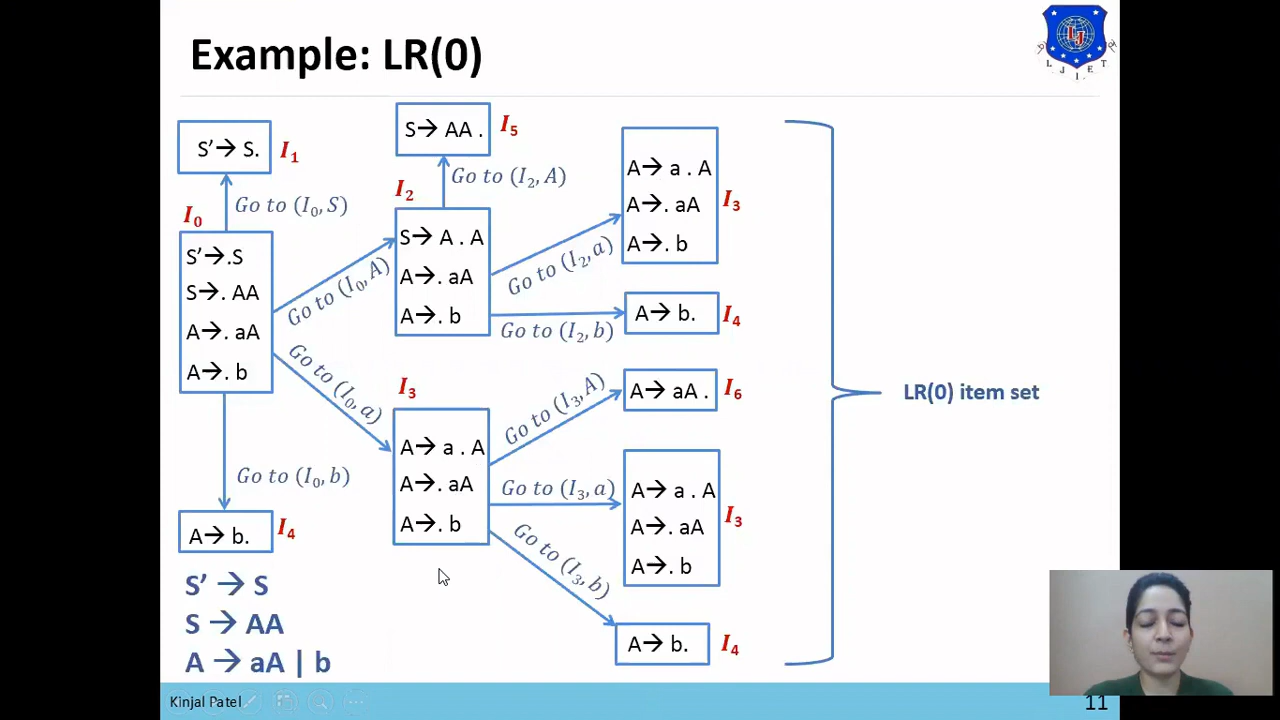 Example: LR(0)
L J I E T
S'→ S.
I1
Go to (I0, S)
I0
S'→.S
S→. AA
A→. aA
A→. b
Go to (I0, A)
Go to (I0, a)
Go to (I0, b)
A→ b.
I4
S→ AA .
I5
Go to (I2, A)
I2
S→ A . A
A→. aA
A→. b
Go to (I2, a)
Go to (I2, b)
A→ a . A
A→. aA
A→. b
I3
A→ b.
I4
I3
A→ a . A
A→. aA
A→. b
Go to (I3, A)
Go to (I3, a)
Go to (I3, b)
A→ aA .
I6
A→ a . A
A→. aA
A→. b
I3
A→ b.
I4
LR(0) item set
S' → S
S → AA
A → aA | b
Kinjal Patel
11